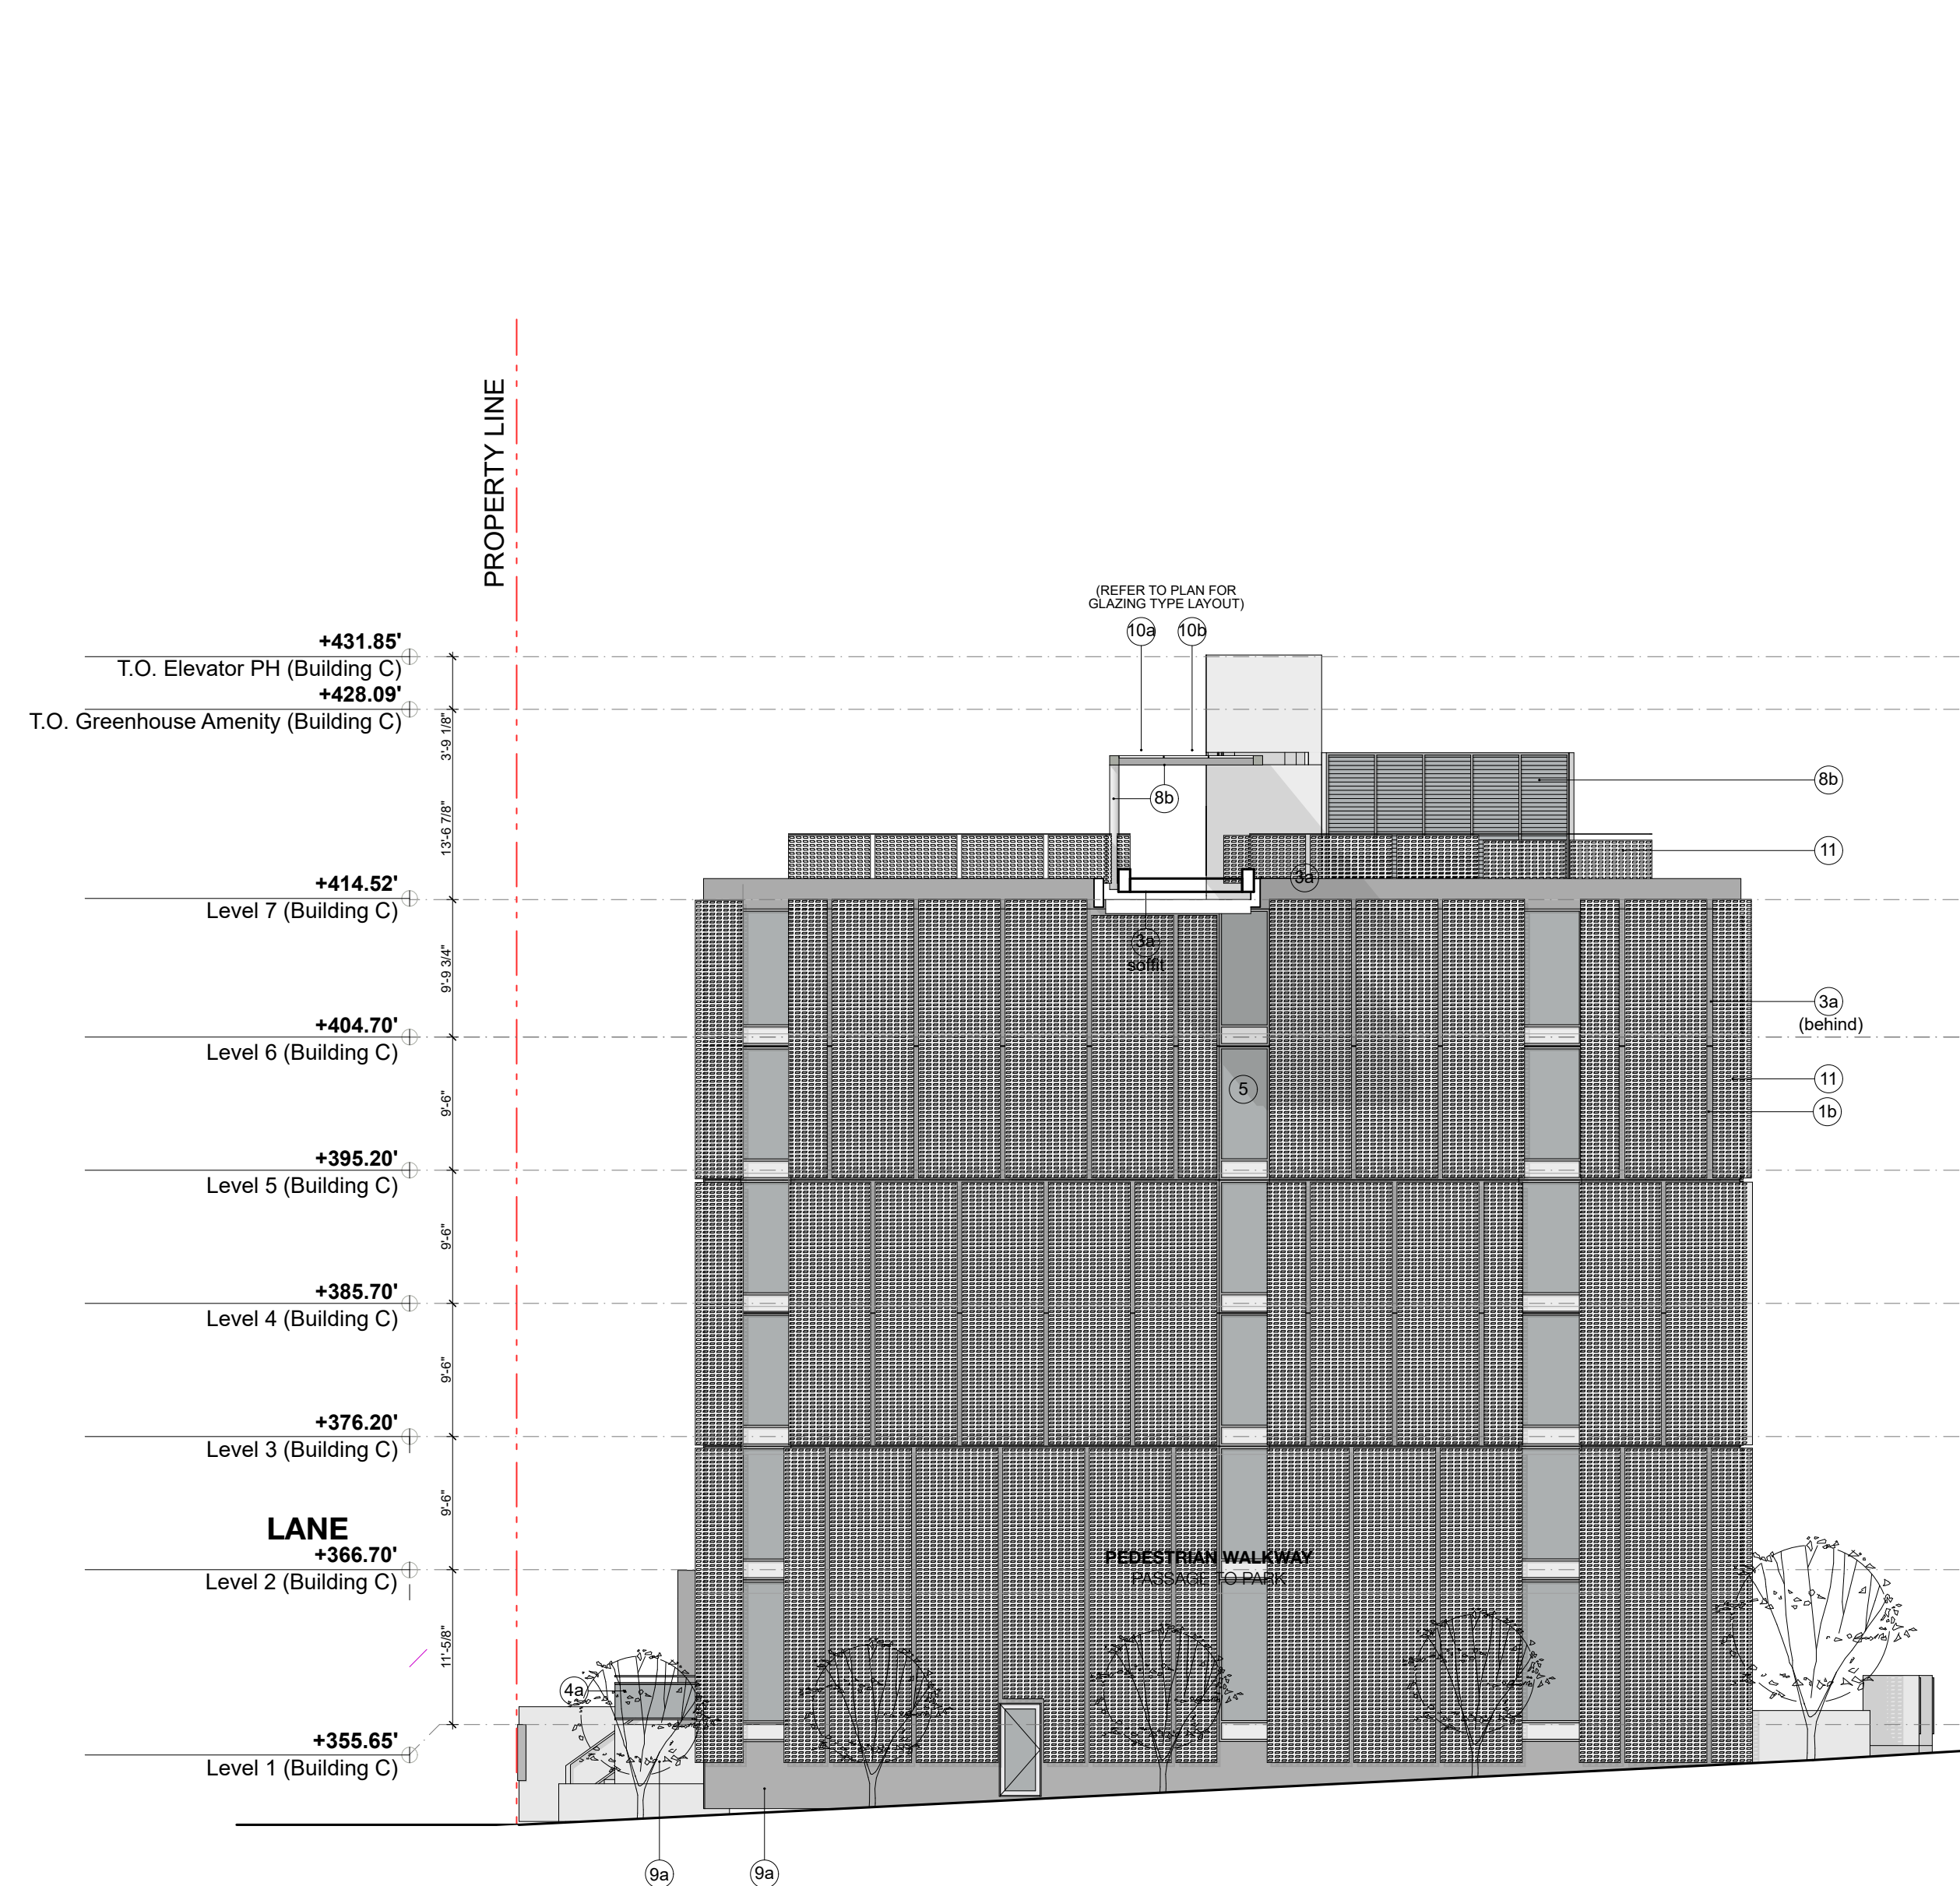 PROPERTY LINE
(REFER TO PLAN FOR
GLAZING TYPE LAYOUT)
10a 10b
+431.85'
T.O. Elevator PH (Building C)
+428.09'
T.O. Greenhouse Amenity (Building C)
3'-9 1/8"
8b
8b
13'-6 7/8"
11
3a
+414.52'
Level 7 (Building C)
3a
soffit
9'-9 3/4"
3a
(behind)
+404.70'
Level 6 (Building C)
11
5
1b
9'-6"
+395.20'
Level 5 (Building C)
9'-6"
+385.70'
Level 4 (Building C)
9'-6"
+376.20'
Level 3 (Building C)
9'-6"
LANE
+366.70'
Level 2 (Building C)
PEDESTRIAN WALKWAY
PASSAGE TO PARK
11'-5/8"
4a
+355.65'
Level 1 (Building C)
9a
9a